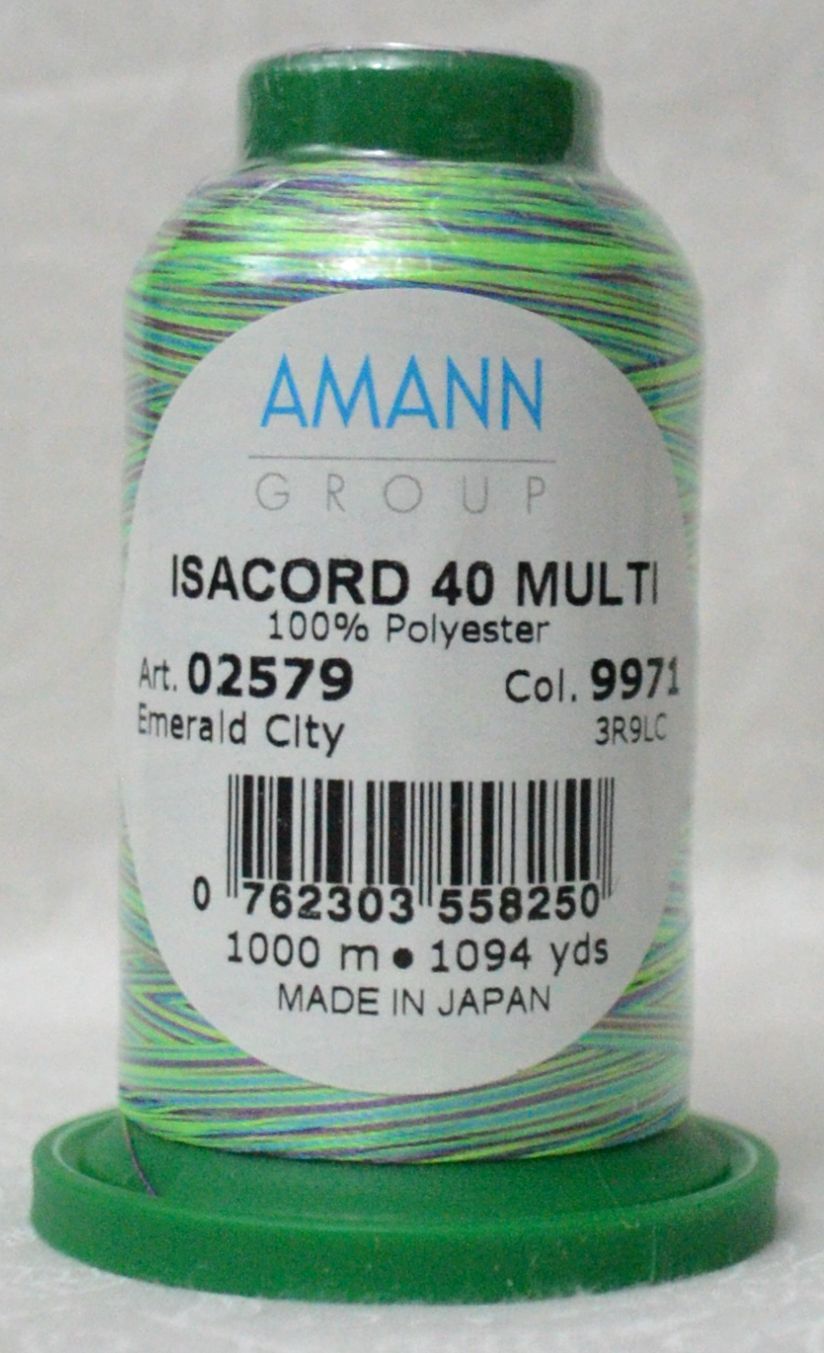 AMANN
GROUP
ISACORD 40 MULTI
100% Polyester
Art. 02579 Col. 9971
Emerald City 3R9LC
0 762303 558250
1000 m • 1094 yds
MADE IN JAPAN